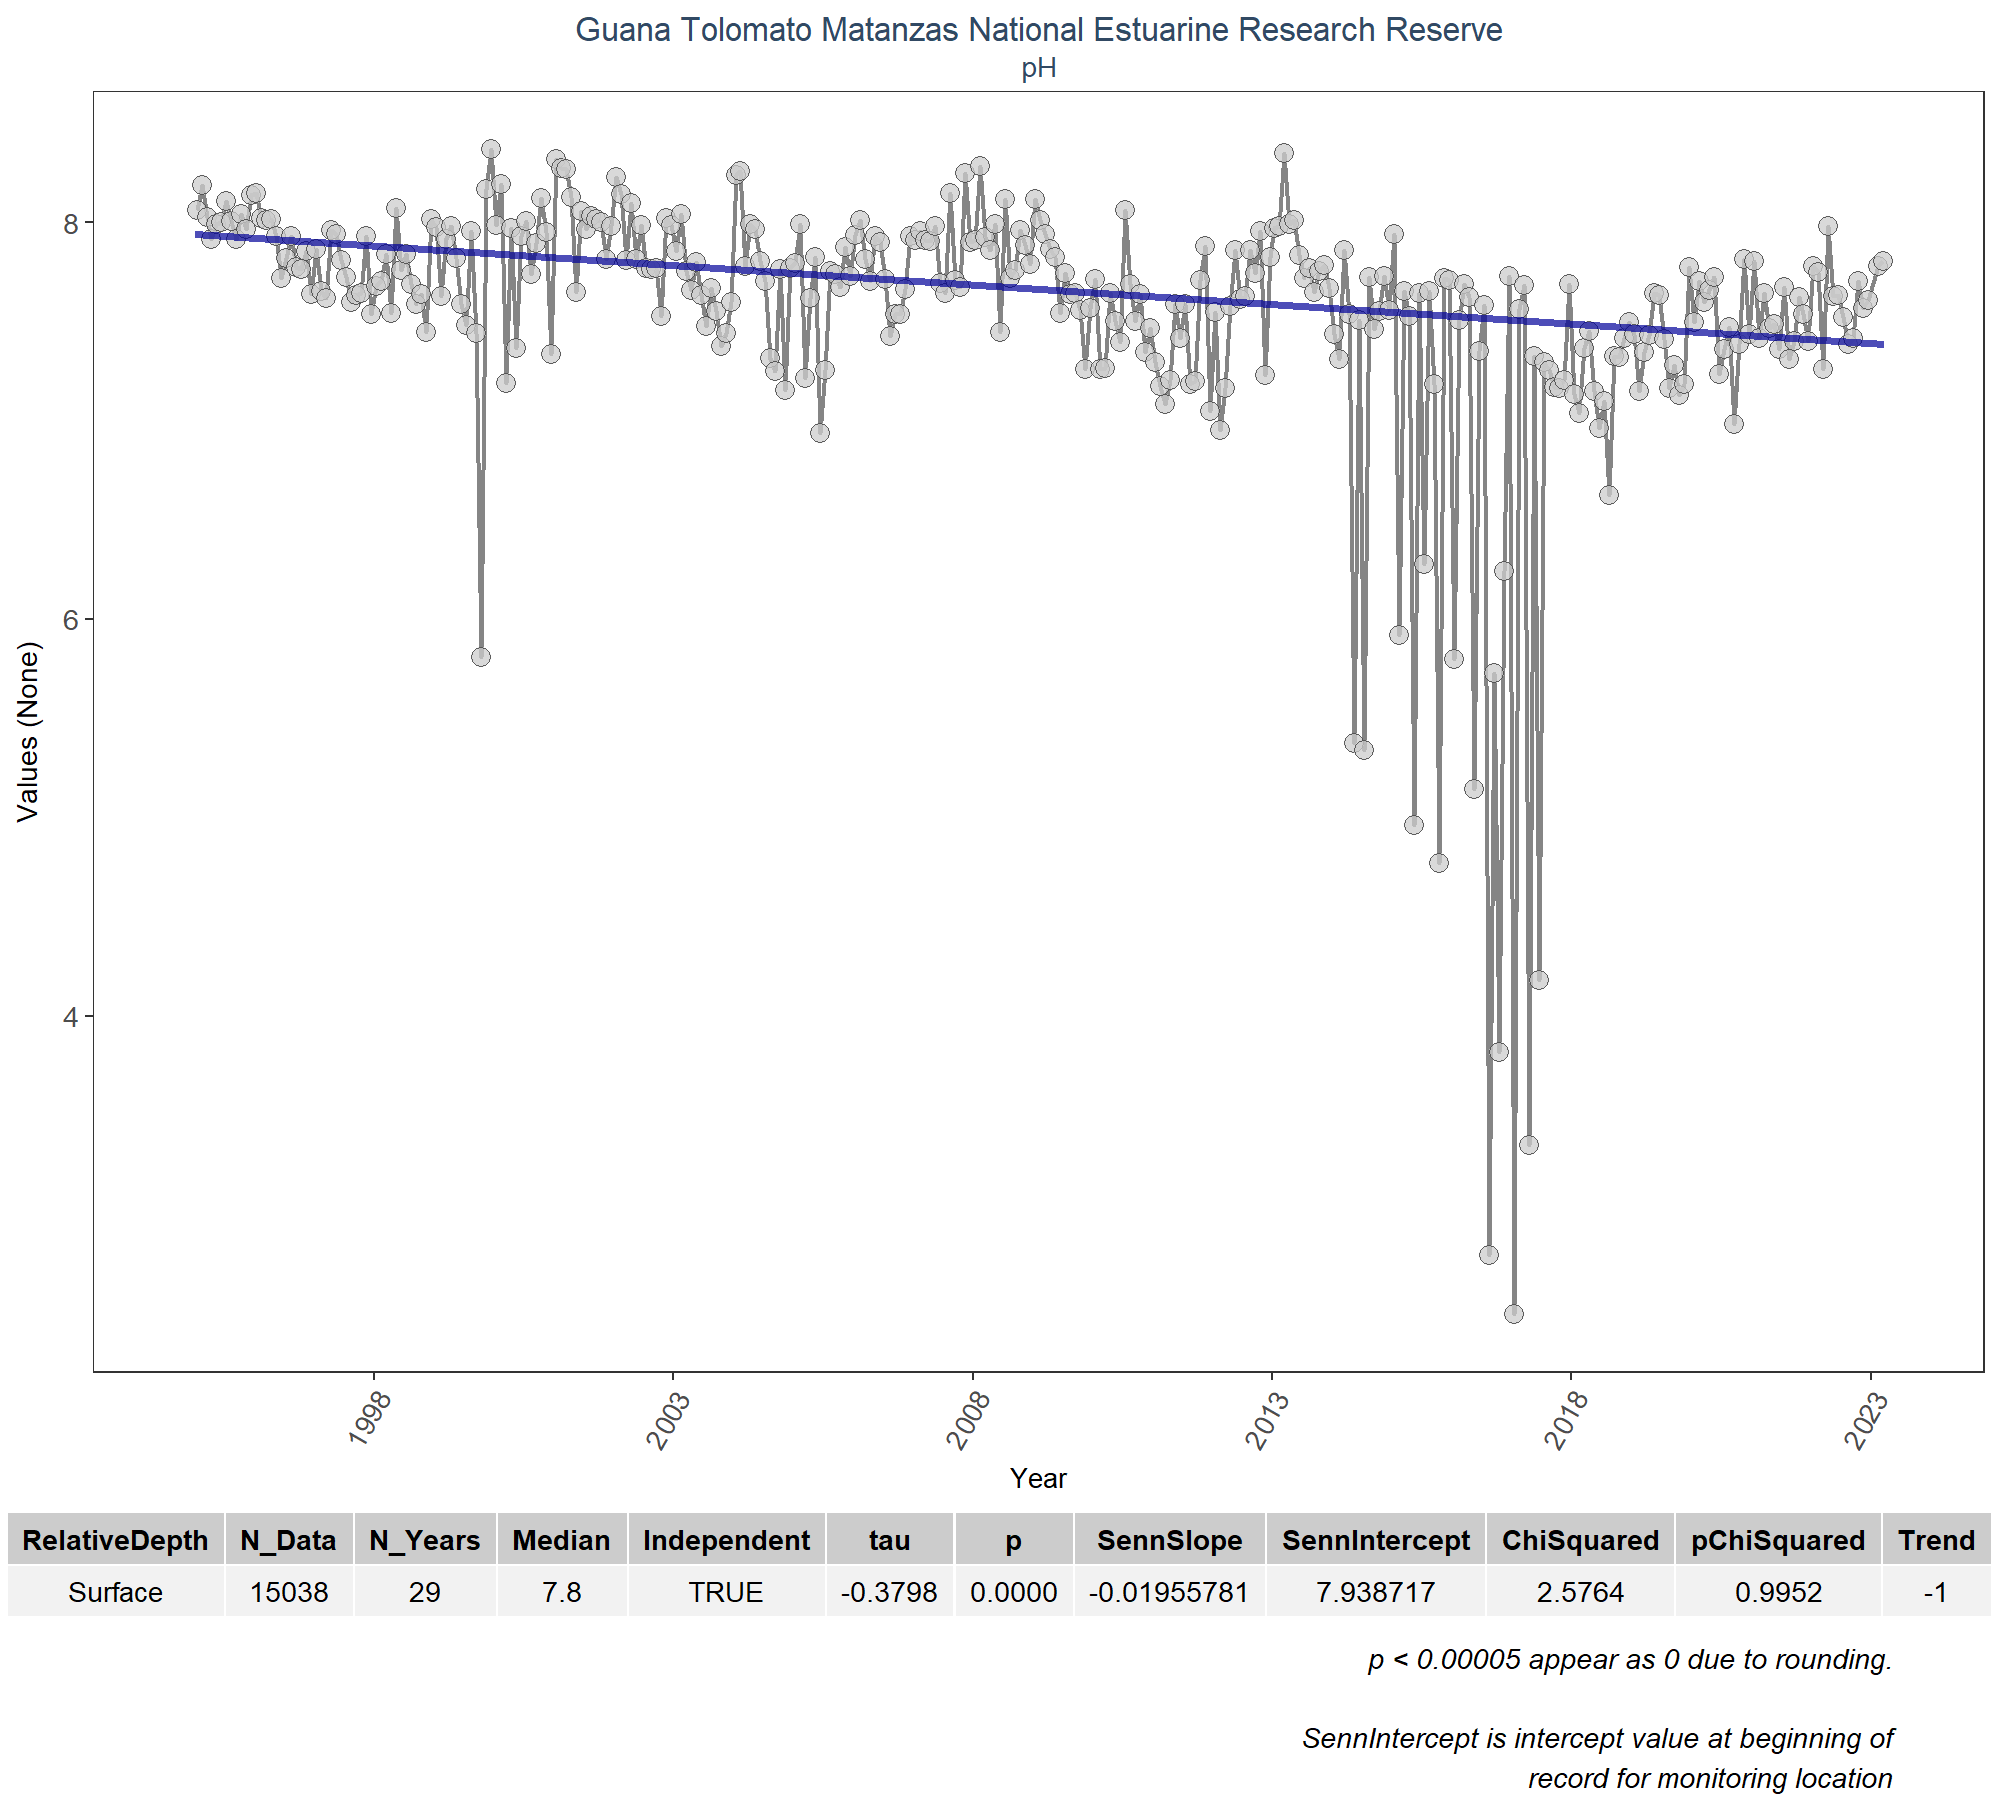 Guana Tolomato Matanzas National Estuarine Research Reserve
pH
8
6
4
Values (None)
1998 2003 2008 2013 2018 2023
Year
RelativeDepth N_Data N_Years Median Independent tau p SennSlope SennIntercept ChiSquared pChiSquared Trend
Surface 15038 29 7.8 TRUE -0.3798 0.0000 -0.01955781 7.938717 2.5764 0.9952 -1
p < 0.00005 appear as 0 due to rounding.
SennIntercept is intercept value at beginning of
record for monitoring location